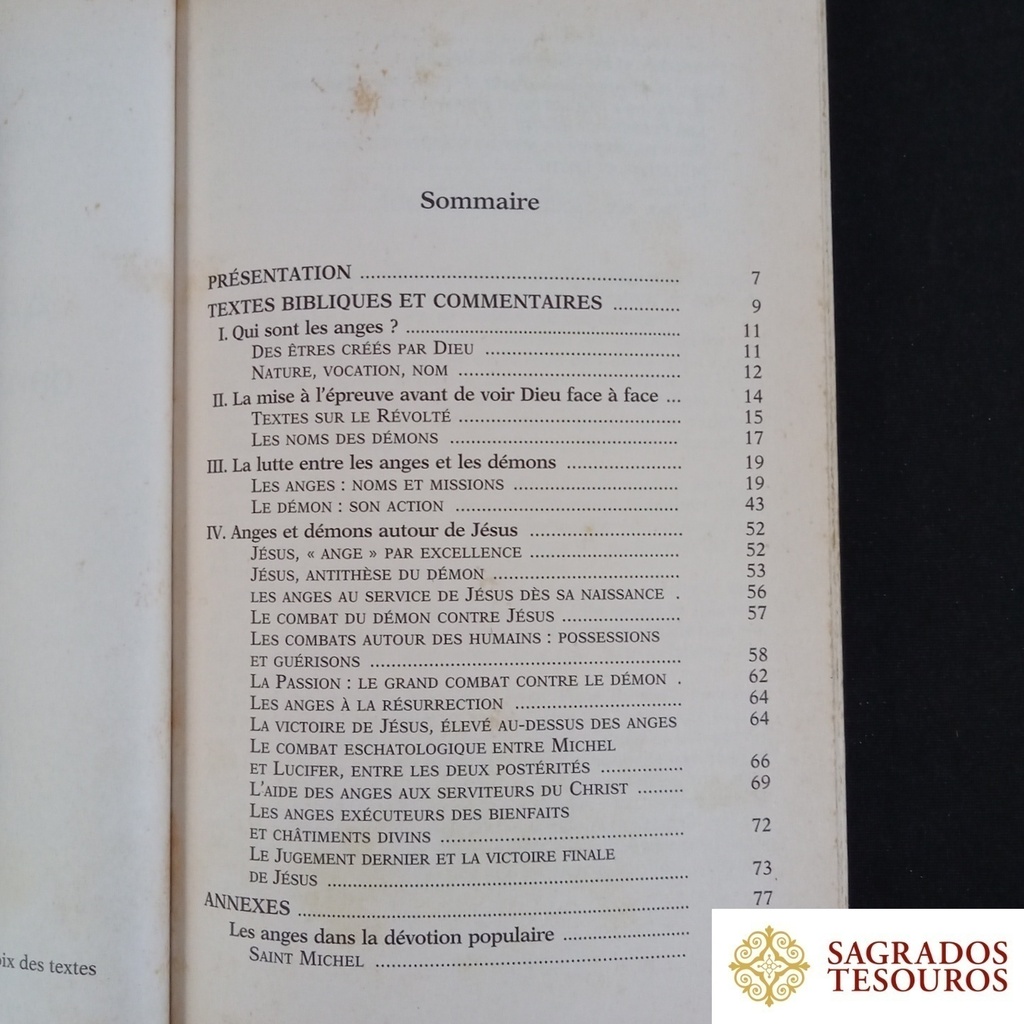 Sommaire
PRÉSENTATION ........ 7
TEXTES BIBLIQUES ET COMMENTAIRES ........ 9
I. Qui sont les anges ? ........ 11
DES ÊTRES CRÉÉS PAR DIEU ........ 11
NATURE, VOCATION, NOM ........ 12
II. La mise à l'épreuve avant de voir Dieu face à face ... 14
TEXTES SUR LE RÉVOLTÉ ........ 15
LES NOMS DES DÉMONS ........ 17
III. La lutte entre les anges et les démons ........ 19
LES ANGES : NOMS ET MISSIONS ........ 19
LE DÉMON : SON ACTION ........ 43
IV. Anges et démons autour de Jésus ........ 52
JÉSUS, « ANGE » PAR EXCELLENCE ........ 52
JÉSUS, ANTITHÈSE DU DÉMON ........ 53
LES ANGES AU SERVICE DE JÉSUS DÈS SA NAISSANCE . 56
LE COMBAT DU DÉMON CONTRE JÉSUS ........ 57
LES COMBATS AUTOUR DES HUMAINS : POSSESSIONS
ET GUÉRISONS ........ 58
LA PASSION : LE GRAND COMBAT CONTRE LE DÉMON . 62
LES ANGES À LA RÉSURRECTION ........ 64
LA VICTOIRE DE JÉSUS, ÉLEVÉ AU-DESSUS DES ANGES 64
LE COMBAT ESCHATOLOGIQUE ENTRE MICHEL
ET LUCIFER, ENTRE LES DEUX POSTÉRITÉS ........ 66
L'AIDE DES ANGES AUX SERVITEURS DU CHRIST ........ 69
LES ANGES EXÉCUTEURS DES BIENFAITS
ET CHÂTIMENTS DIVINS ........ 72
LE JUGEMENT DERNIER ET LA VICTOIRE FINALE
DE JÉSUS ........ 73
ANNEXES ........ 77
Les anges dans la dévotion populaire ........
SAINT MICHEL ........
des textes
SAGRADOS
TESOUROS